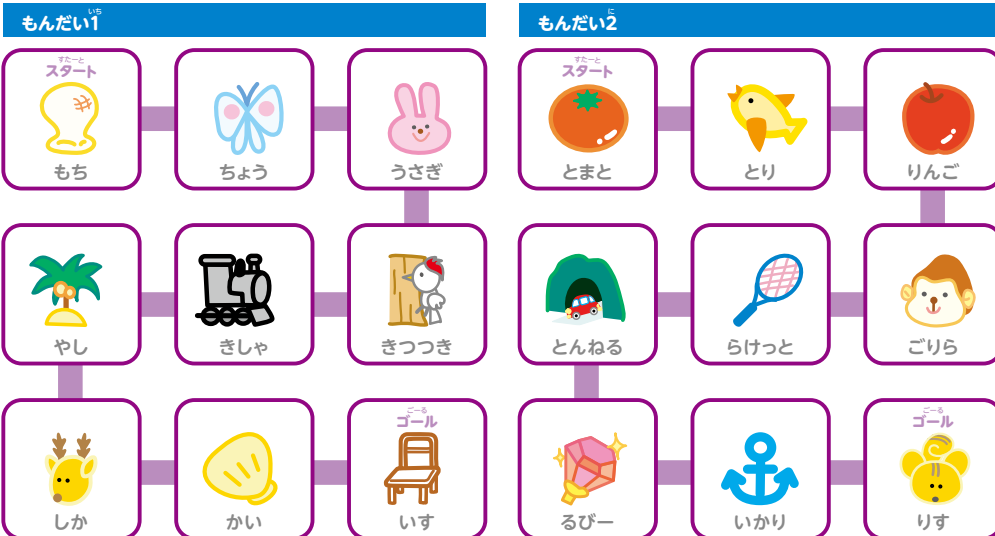 もんだい1
いち
すたーと
スタート
もち
ちょう
うさぎ
やし
きしゃ
きつつき
しか
かい
ごーる
ゴール
いす
もんだい2
に
すたーと
スタート
とまと
とり
りんご
とんねる
らけっと
ごりら
るびー
いかり
ごーる
ゴール
りす